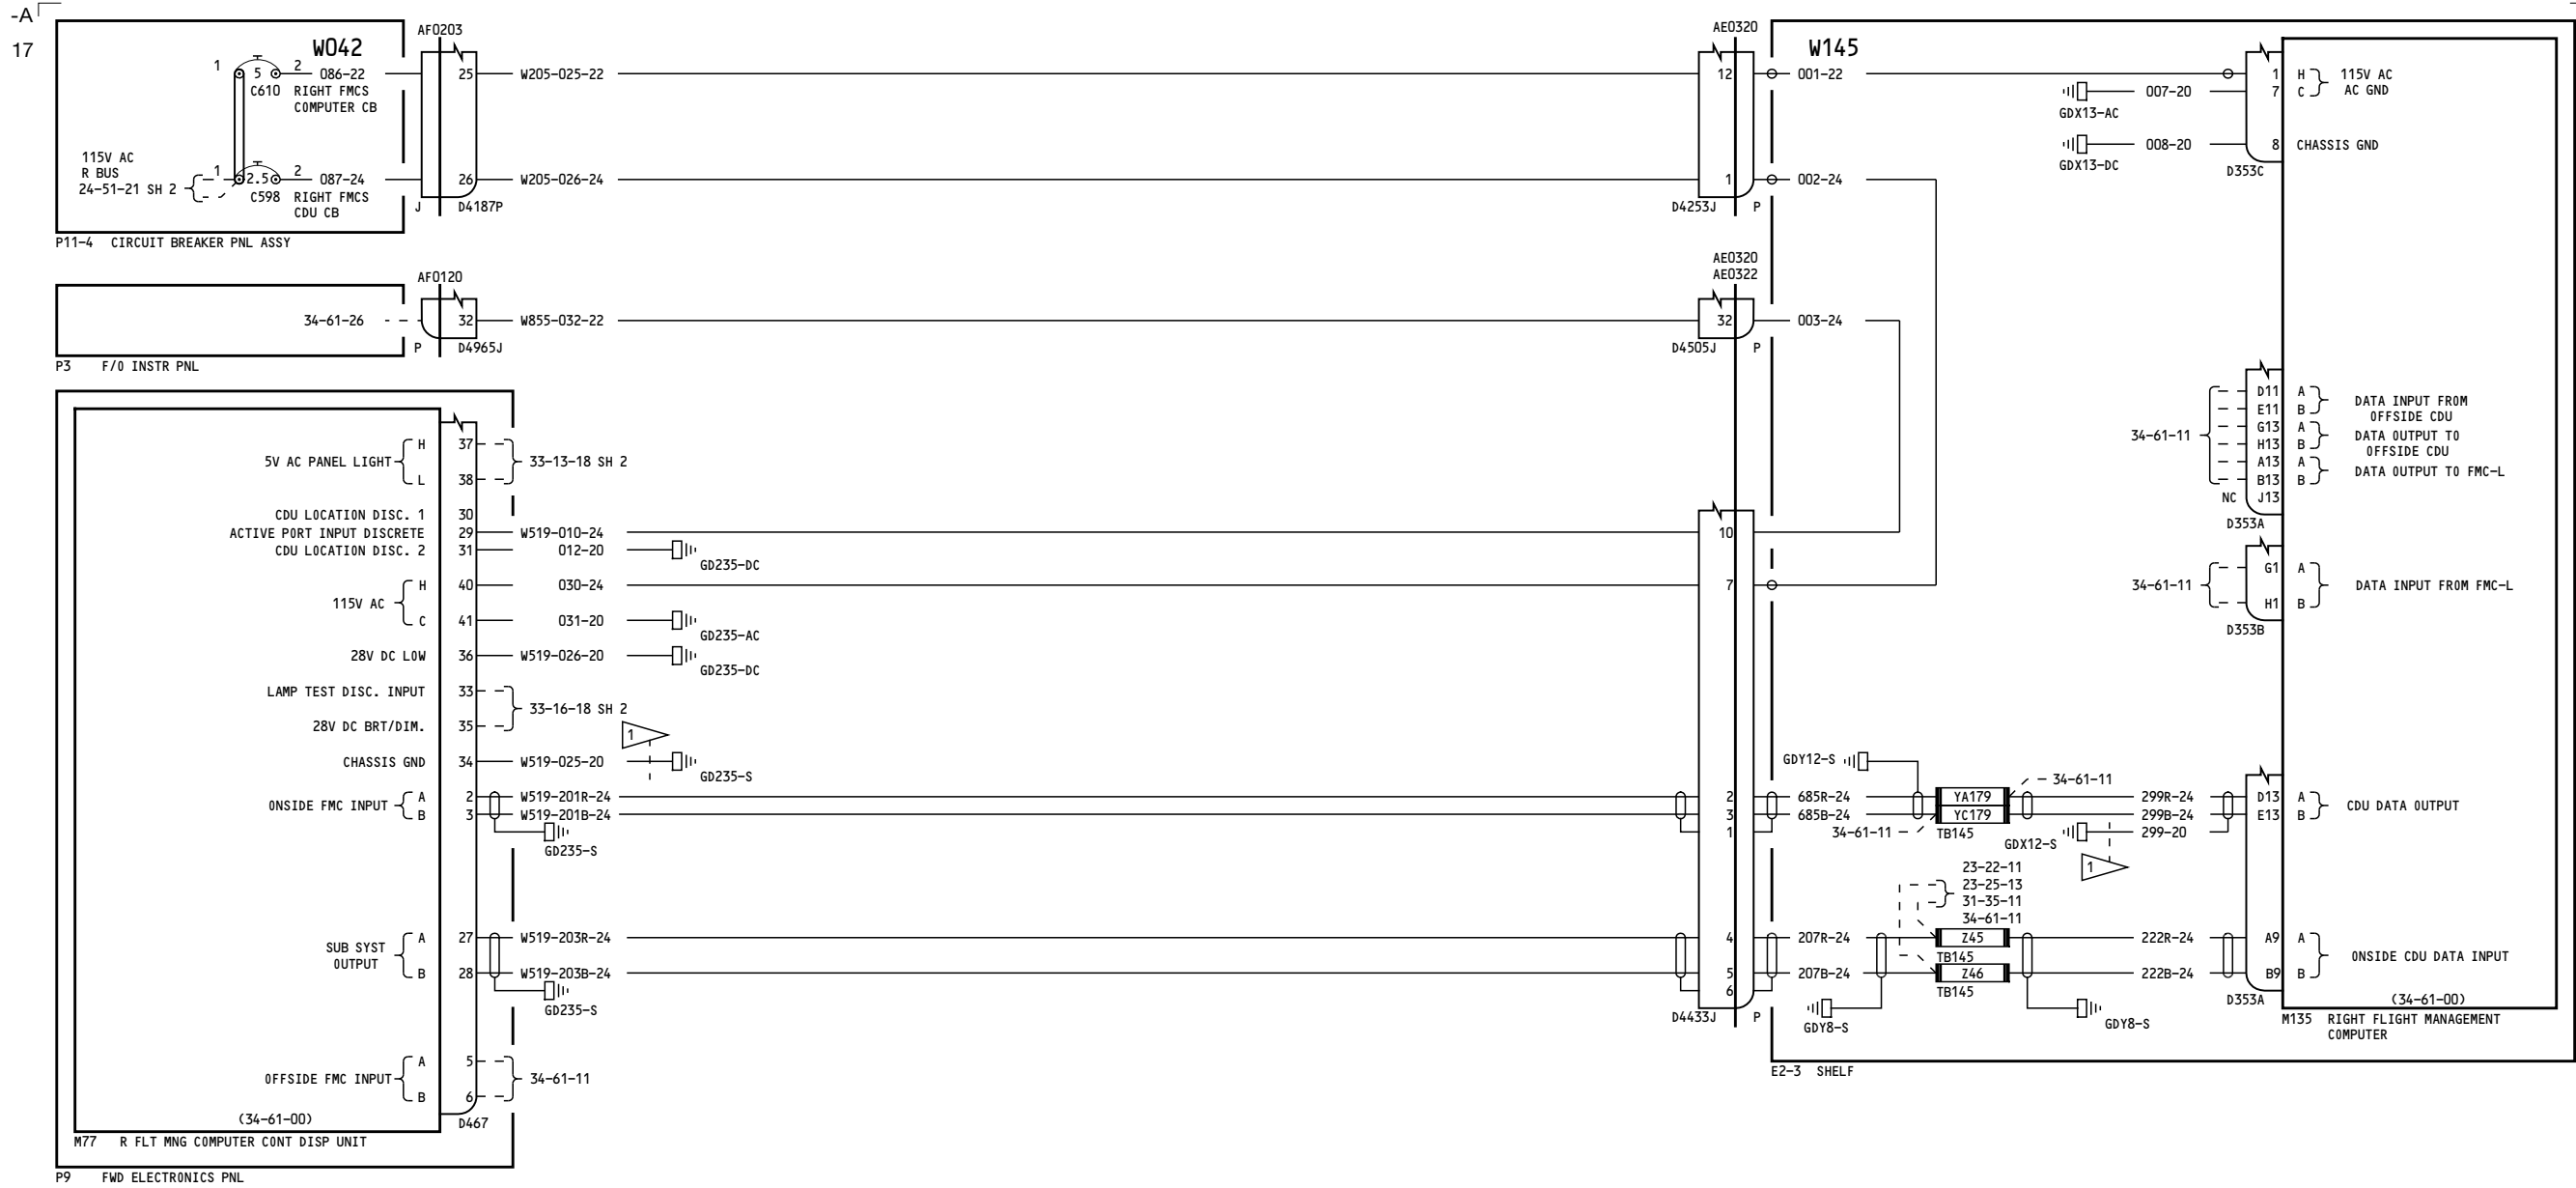 -A
17
W042
1
5
2
086-22
C610
RIGHT FMCS
COMPUTER CB
115V AC
R BUS
24-51-21 SH 2
1
2.5
2
087-24
C598
RIGHT FMCS
CDU CB
P11-4 CIRCUIT BREAKER PNL ASSY
AF0203
25
W205-025-22
26
W205-026-24
J
D4187P
AE0320
12
1
D4253J
P
W145
001-22
002-24
007-20
GDX13-AC
008-20
GDX13-DC
1
H
7
C
115V AC
AC GND
8
CHASSIS GND
D353C
34-61-26
P3 F/O INSTR PNL
AF0120
32
W855-032-22
P
D4965J
AE0320
AE0322
32
003-24
D4505J
P
34-61-11
D11
A
E11
B
DATA INPUT FROM
OFFSIDE CDU
G13
A
H13
B
DATA OUTPUT TO
OFFSIDE CDU
A13
A
B13
B
DATA OUTPUT TO FMC-L
NC
J13
D353A
34-61-11
G1
A
H1
B
DATA INPUT FROM FMC-L
D353B
5V AC PANEL LIGHT
H
37
L
38
33-13-18 SH 2
CDU LOCATION DISC. 1
30
ACTIVE PORT INPUT DISCRETE
29
W519-010-24
10
CDU LOCATION DISC. 2
31
012-20
GD235-DC
115V AC
H
40
030-24
7
C
41
031-20
GD235-AC
28V DC LOW
36
W519-026-20
GD235-DC
LAMP TEST DISC. INPUT
33
33-16-18 SH 2
28V DC BRT/DIM.
35
1
CHASSIS GND
34
W519-025-20
GD235-S
ONSIDE FMC INPUT
A
2
W519-201R-24
B
3
W519-201B-24
GD235-S
2
3
1
GDY12-S
685R-24
685B-24
34-61-11
YA179
YC179
TB145
34-61-11
299R-24
299B-24
299-20
GDX12-S
1
D13
A
E13
B
CDU DATA OUTPUT
SUB SYST
OUTPUT
A
27
W519-203R-24
B
28
W519-203B-24
GD235-S
4
5
6
D4433J
P
23-22-11
23-25-13
31-35-11
34-61-11
207R-24
207B-24
Z45
TB145
Z46
TB145
GDY8-S
222R-24
222B-24
GDY8-S
A9
A
B9
B
ONSIDE CDU DATA INPUT
D353A
(34-61-00)
M135 RIGHT FLIGHT MANAGEMENT
COMPUTER
E2-3 SHELF
OFFSIDE FMC INPUT
A
5
B
6
34-61-11
(34-61-00)
D467
M77 R FLT MNG COMPUTER CONT DISP UNIT
P9 FWD ELECTRONICS PNL